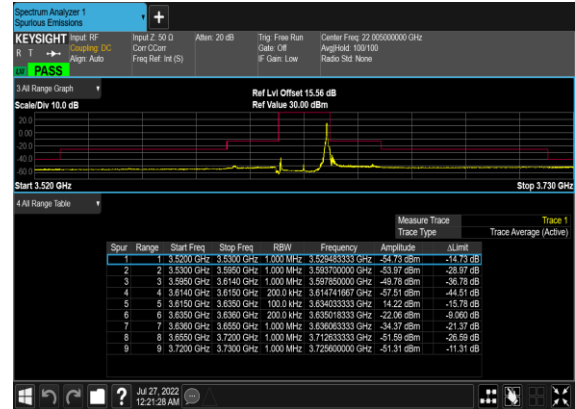 Spectrum Analyzer 1
Spurious Emissions
KEYSIGHT Input: RF Input Z: 50 Ω Atten: 20 dB Trig: Free Run Center Freq: 22.005000000 GHz
R T Coupling: DC Corr CCorr Gate: Off Avg|Hold: 100/100
Align: Auto Freq Ref: Int (S) IF Gain: Low Radio Std: None
PASS
3 All Range Graph Ref Lvl Offset 15.56 dB
Scale/Div 10.0 dB Ref Value 30.00 dBm
20.0
0.00
-20.0
-40.0
-60.0
Start 3.520 GHz Stop 3.730 GHz
4 All Range Table
Measure Trace Trace 1
Trace Type Trace Average (Active)
Spur Range Start Freq Stop Freq RBW Frequency Amplitude ΔLimit
1 1 3.5200 GHz 3.5300 GHz 1.000 MHz 3.529483333 GHz -54.73 dBm -14.73 dB
2 2 3.5300 GHz 3.5950 GHz 1.000 MHz 3.593700000 GHz -53.97 dBm -28.97 dB
3 3 3.5950 GHz 3.6140 GHz 1.000 MHz 3.597850000 GHz -49.78 dBm -36.78 dB
4 4 3.6140 GHz 3.6150 GHz 200.0 kHz 3.614741667 GHz -57.51 dBm -44.51 dB
5 5 3.6150 GHz 3.6350 GHz 100.0 kHz 3.634033333 GHz 14.22 dBm -15.78 dB
6 6 3.6350 GHz 3.6360 GHz 200.0 kHz 3.635018333 GHz -22.06 dBm -9.060 dB
7 7 3.6360 GHz 3.6550 GHz 1.000 MHz 3.636063333 GHz -34.37 dBm -21.37 dB
8 8 3.6550 GHz 3.7200 GHz 1.000 MHz 3.712633333 GHz -51.59 dBm -26.59 dB
9 9 3.7200 GHz 3.7300 GHz 1.000 MHz 3.725600000 GHz -51.31 dBm -11.31 dB
? Jul 27, 2022
12:21:28 AM